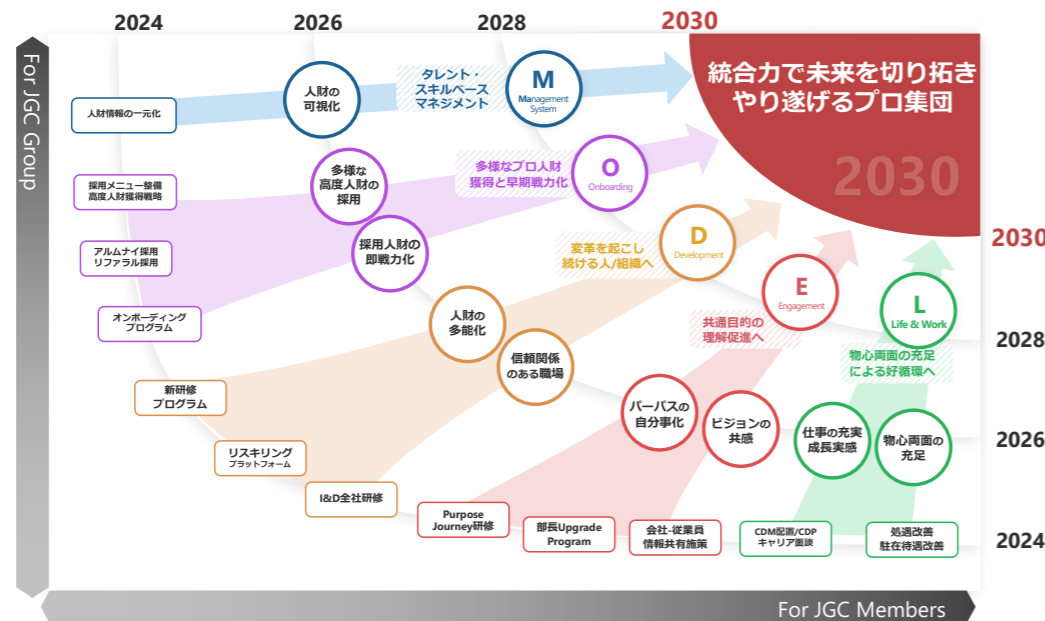 2024
2026
2028
2030
For JGC Group
人財情報の一元化
人財の
可視化
タレント・
スキルベース
マネジメント
M
Management
System
統合力で未来を切り拓き
やり遂げるプロ集団
2030
採用メニュー整備
高度人財獲得戦略
多様な
高度人財の
採用
多様なプロ人財
獲得と早期戦力化
O
Onboarding
アルムナイ採用
リファラル採用
採用人財の
即戦力化
変革を起こし
続ける人/組織へ
D
Development
2030
オンボーディング
プログラム
人財の
多能化
共通目的の
理解促進へ
E
Engagement
L
Life & Work
2028
信頼関係
のある職場
物心両面の充足
による好循環へ
新研修
プログラム
パーパスの
自分事化
ビジョンの
共感
仕事の充実
成長実感
物心両面の
充足
2026
リスキリング
プラットフォーム
I&D全社研修
Purpose
Journey研修
部長Upgrade
Program
会社-従業員
情報共有施策
CDM配置/CDP
キャリア面談
処遇改善
駐在待遇改善
2024
For JGC Members